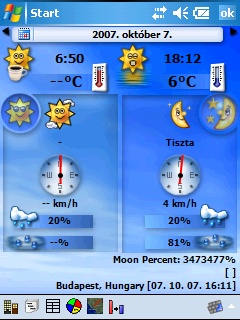 Start
ok
2007. október 7.
6:50
18:12
--°C
6°C
-
Tiszta
Ш
Ш
-- km/h
4 km/h
20%
20%
--%
81%
Moon Percent: 3473477%
[ ]
Budapest, Hungary [07. 10. 07. 16:11]